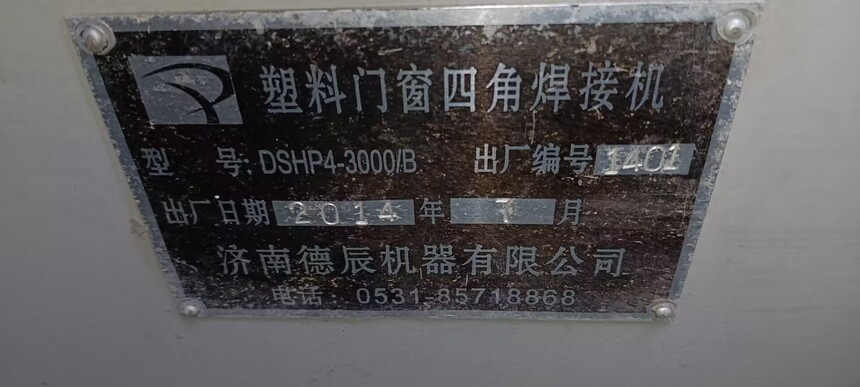 塑料门窗四角焊接机
型 号: DSHP4-3000/B 出厂编号 1401
出厂日期 2014 年 7 月
济南德辰机器有限公司
电话: 0531-85718868